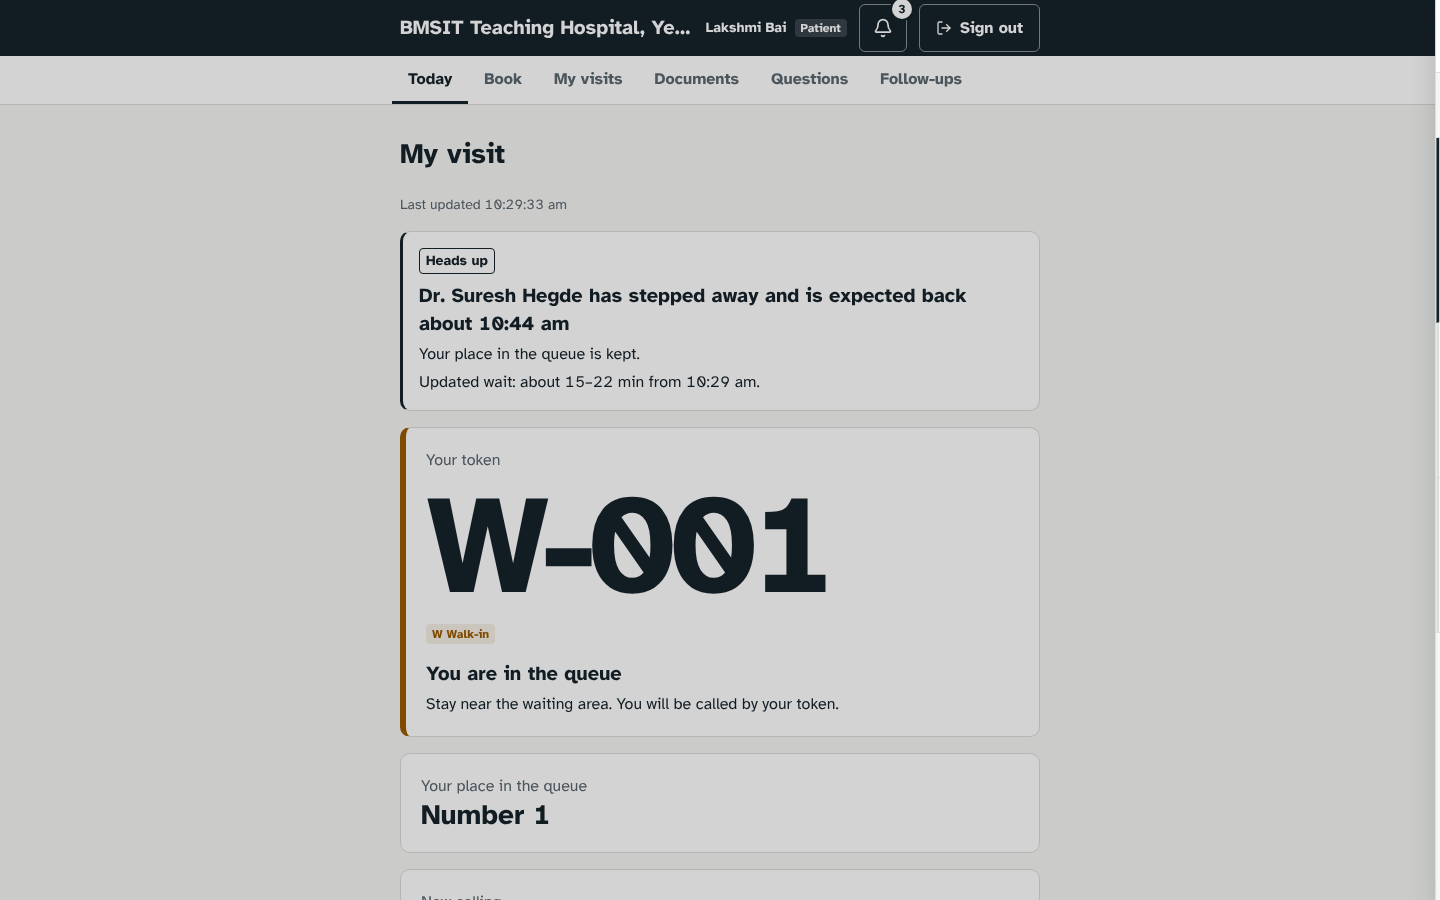 BMSIT Teaching Hospital, Ye...
Lakshmi Bai
Patient
3
Sign out
Today
Book
My visits
Documents
Questions
Follow-ups
My visit
Last updated 10:29:33 am
Heads up
Dr. Suresh Hegde has stepped away and is expected back
about 10:44 am
Your place in the queue is kept.
Updated wait: about 15–22 min from 10:29 am.
Your token
W-001
W Walk-in
You are in the queue
Stay near the waiting area. You will be called by your token.
Your place in the queue
Number 1
Now calling